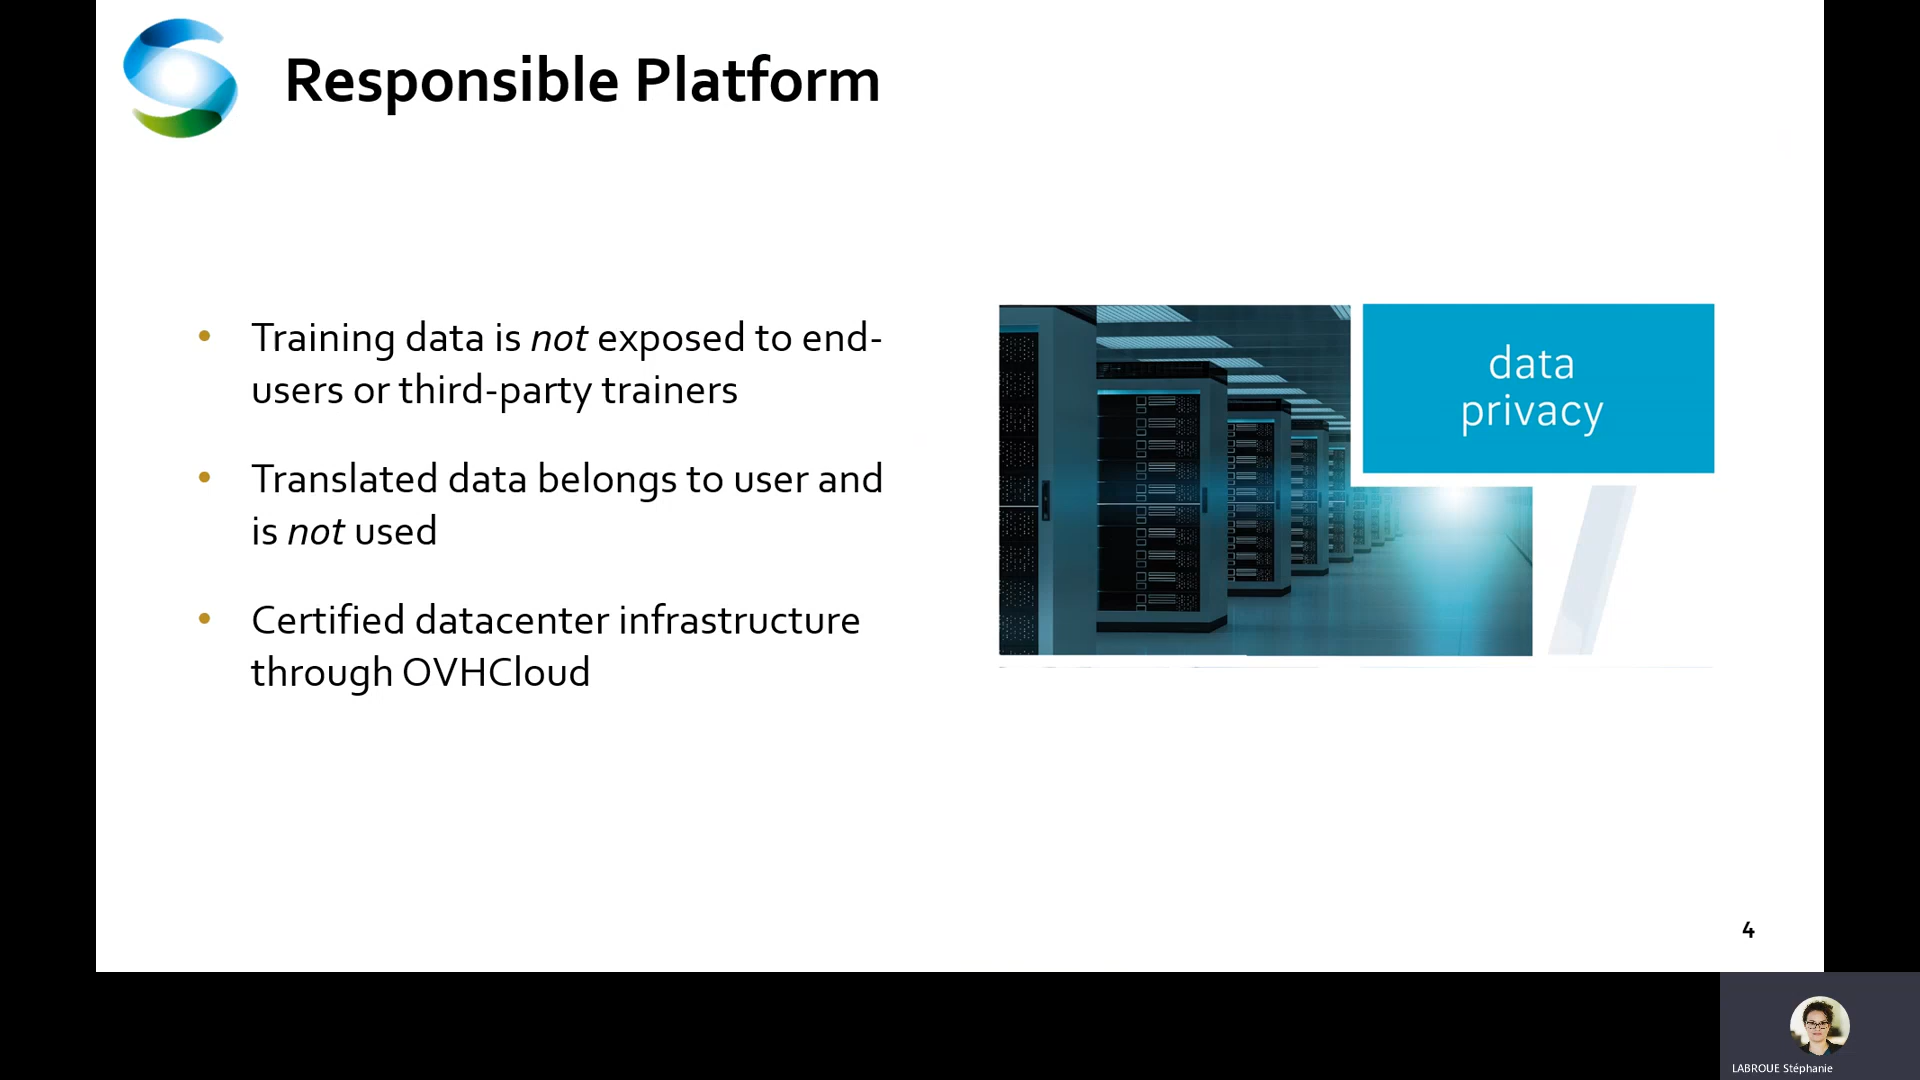 Responsible Platform
• Training data is not exposed to end-
users or third-party trainers
• Translated data belongs to user and
is not used
• Certified datacenter infrastructure
through OVHCloud
data
privacy
4
LABROUE Stéphanie